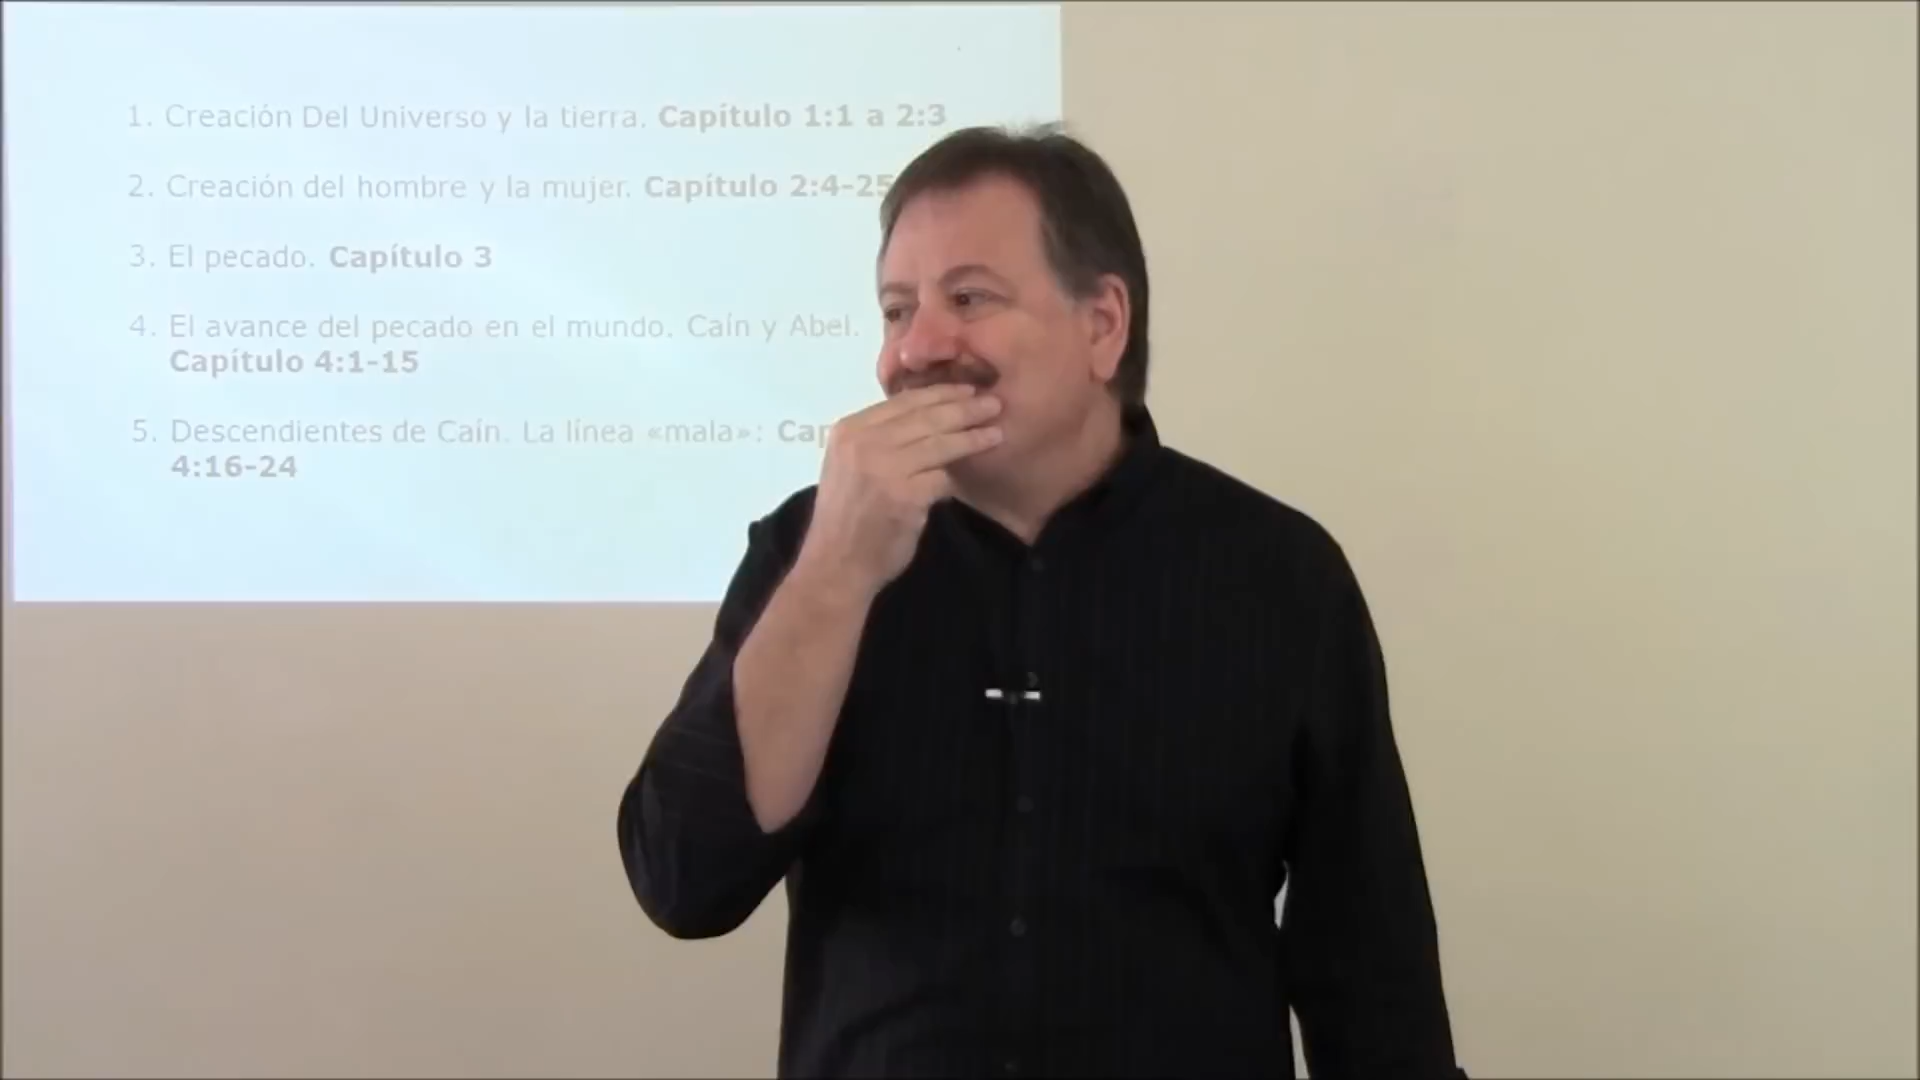 1. Creación Del Universo y la tierra. Capítulo 1:1 a 2:3
2. Creación del hombre y la mujer. Capítulo 2:4-25
3. El pecado. Capítulo 3
4. El avance del pecado en el mundo. Caín y Abel.
Capítulo 4:1-15
5. Descendientes de Caín. La línea «mala»:
4:16-24